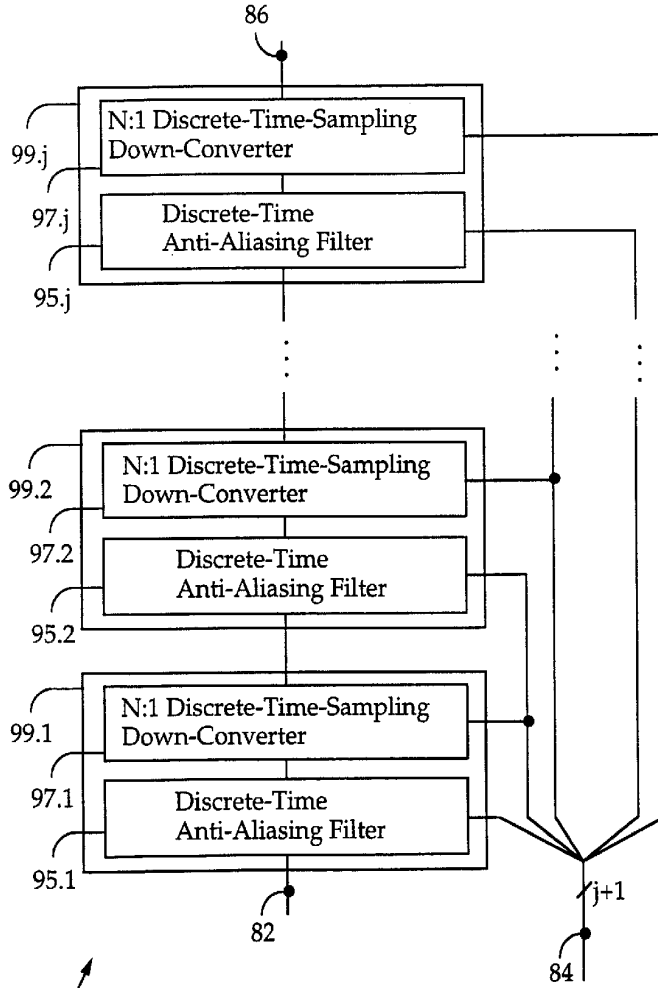 86
N:1 Discrete-Time-Sampling
Down-Converter
99.j
97.j
Discrete-Time
Anti-Aliasing Filter
95.j
N:1 Discrete-Time-Sampling
Down-Converter
99.2
97.2
Discrete-Time
Anti-Aliasing Filter
95.2
N:1 Discrete-Time-Sampling
Down-Converter
99.1
97.1
Discrete-Time
Anti-Aliasing Filter
95.1
j+1
82
84